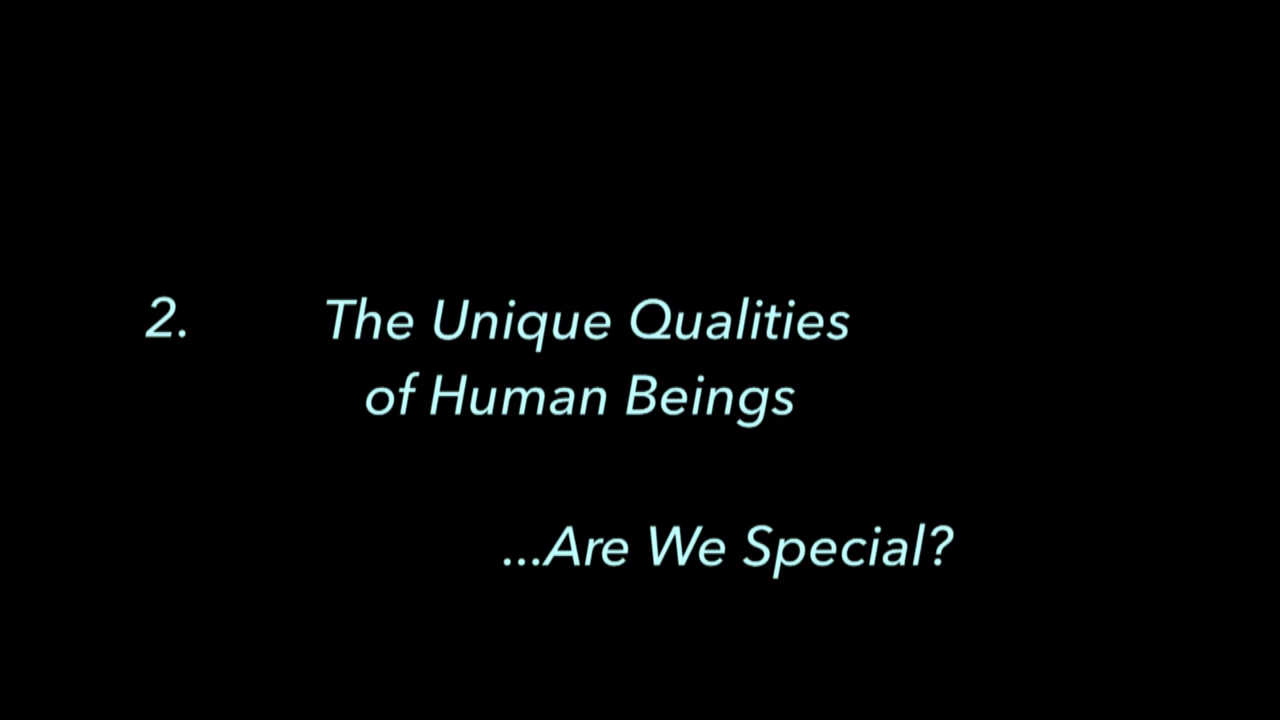 2. The Unique Qualities
of Human Beings
...Are We Special?